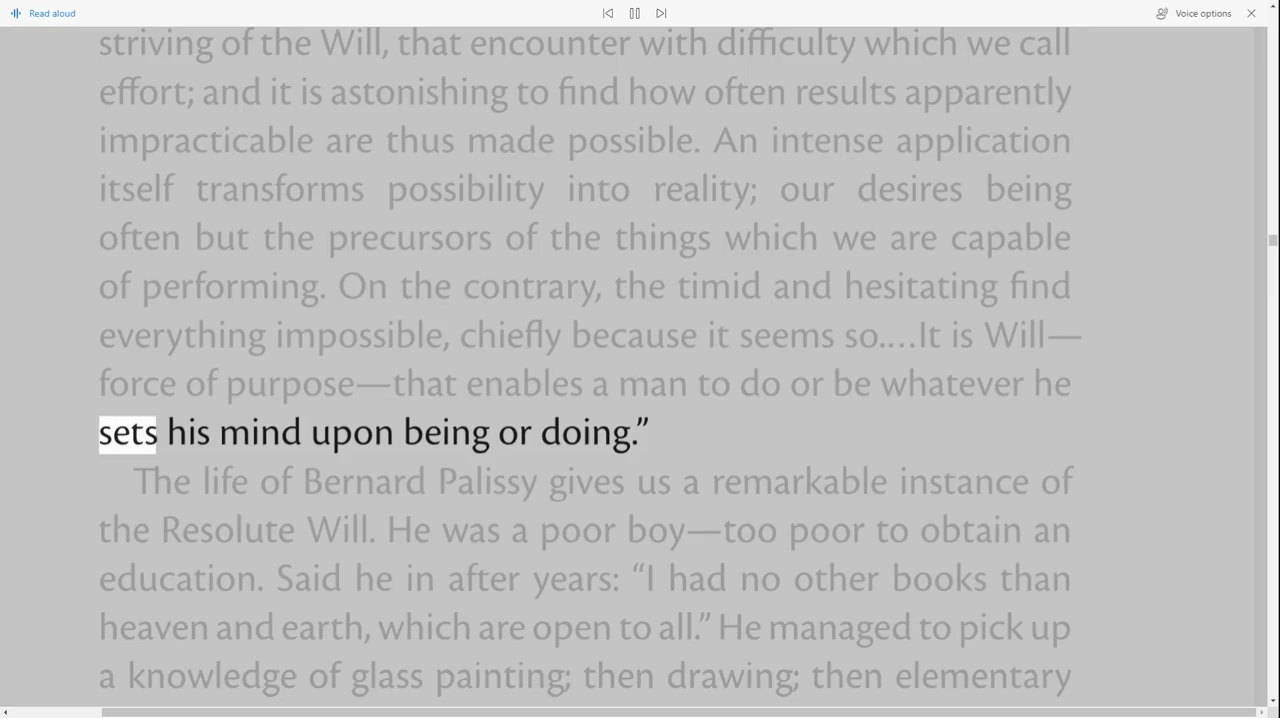 Read aloud
Voice options
striving of the Will, that encounter with difficulty which we call
effort; and it is astonishing to find how often results apparently
impracticable are thus made possible. An intense application
itself transforms possibility into reality; our desires being
often but the precursors of the things which we are capable
of performing. On the contrary, the timid and hesitating find
everything impossible, chiefly because it seems so....It is Will—
force of purpose—that enables a man to do or be whatever he
sets his mind upon being or doing.”
The life of Bernard Palissy gives us a remarkable instance of
the Resolute Will. He was a poor boy—too poor to obtain an
education. Said he in after years: “I had no other books than
heaven and earth, which are open to all.” He managed to pick up
a knowledge of glass painting; then drawing; then elementary